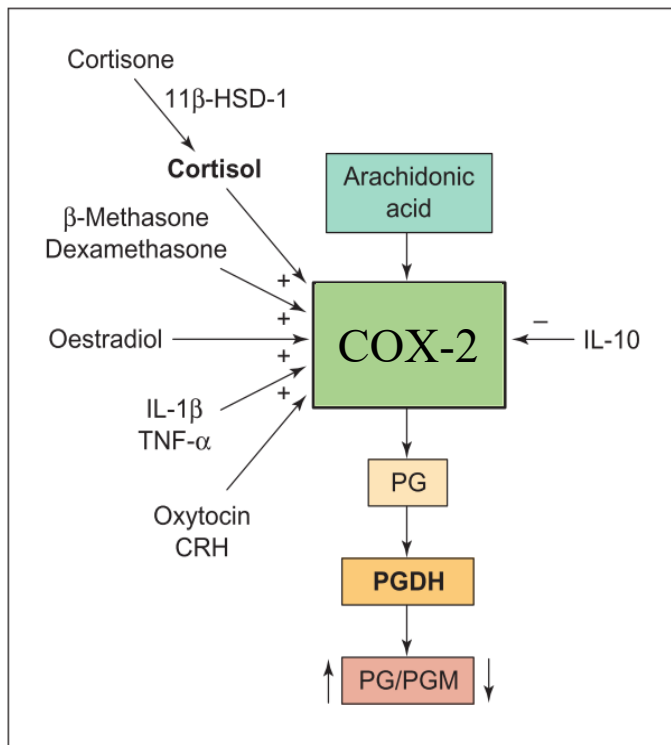 Cortisone
11β-HSD-1
Cortisol
Arachidonic
acid
β-Methasone
Dexamethasone
+
+
Oestradiol
COX-2
–
IL-10
+
+
IL-1β
TNF-α
PG
Oxytocin
CRH
PGDH
PG/PGM